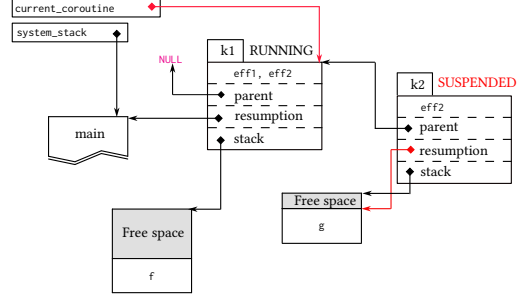 current_coroutine
system_stack
NULL
k1 RUNNING
eff1, eff2
parent
resumption
stack
main
k2 SUSPENDED
eff2
parent
resumption
stack
Free space
f
Free space
g